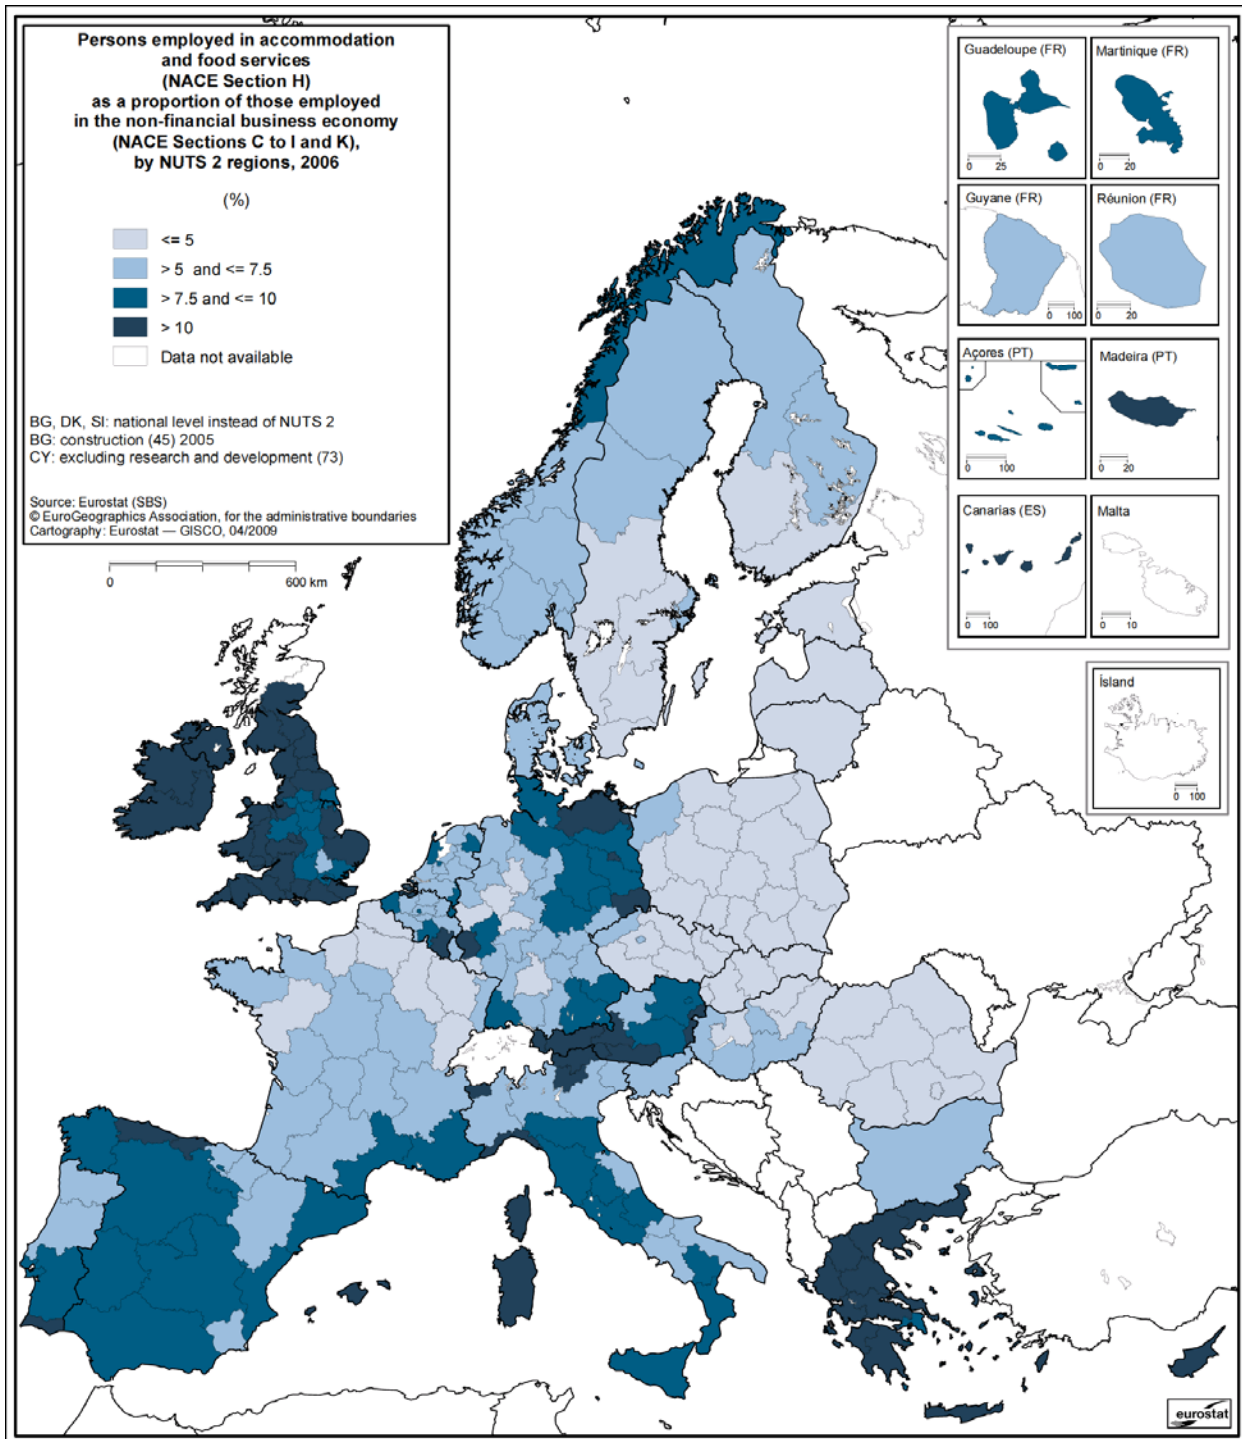 Persons employed in accommodation
and food services
(NACE Section H)
as a proportion of those employed
in the non-financial business economy
(NACE Sections C to I and K),
by NUTS 2 regions, 2006
(%)
<= 5
> 5 and <= 7.5
> 7.5 and <= 10
> 10
Data not available
BG, DK, SI: national level instead of NUTS 2
BG: construction (45) 2005
CY: excluding research and development (73)
Source: Eurostat (SBS)
© EuroGeographics Association, for the administrative boundaries
Cartography: Eurostat — GISCO, 04/2009
0 600 km
Guadeloupe (FR)
0 25
Martinique (FR)
0 20
Guyane (FR)
0 100
Réunion (FR)
0 20
Açores (PT)
0 100
Madeira (PT)
0 20
Canarias (ES)
0 100
Malta
0 10
Ísland
0 100
eurostat